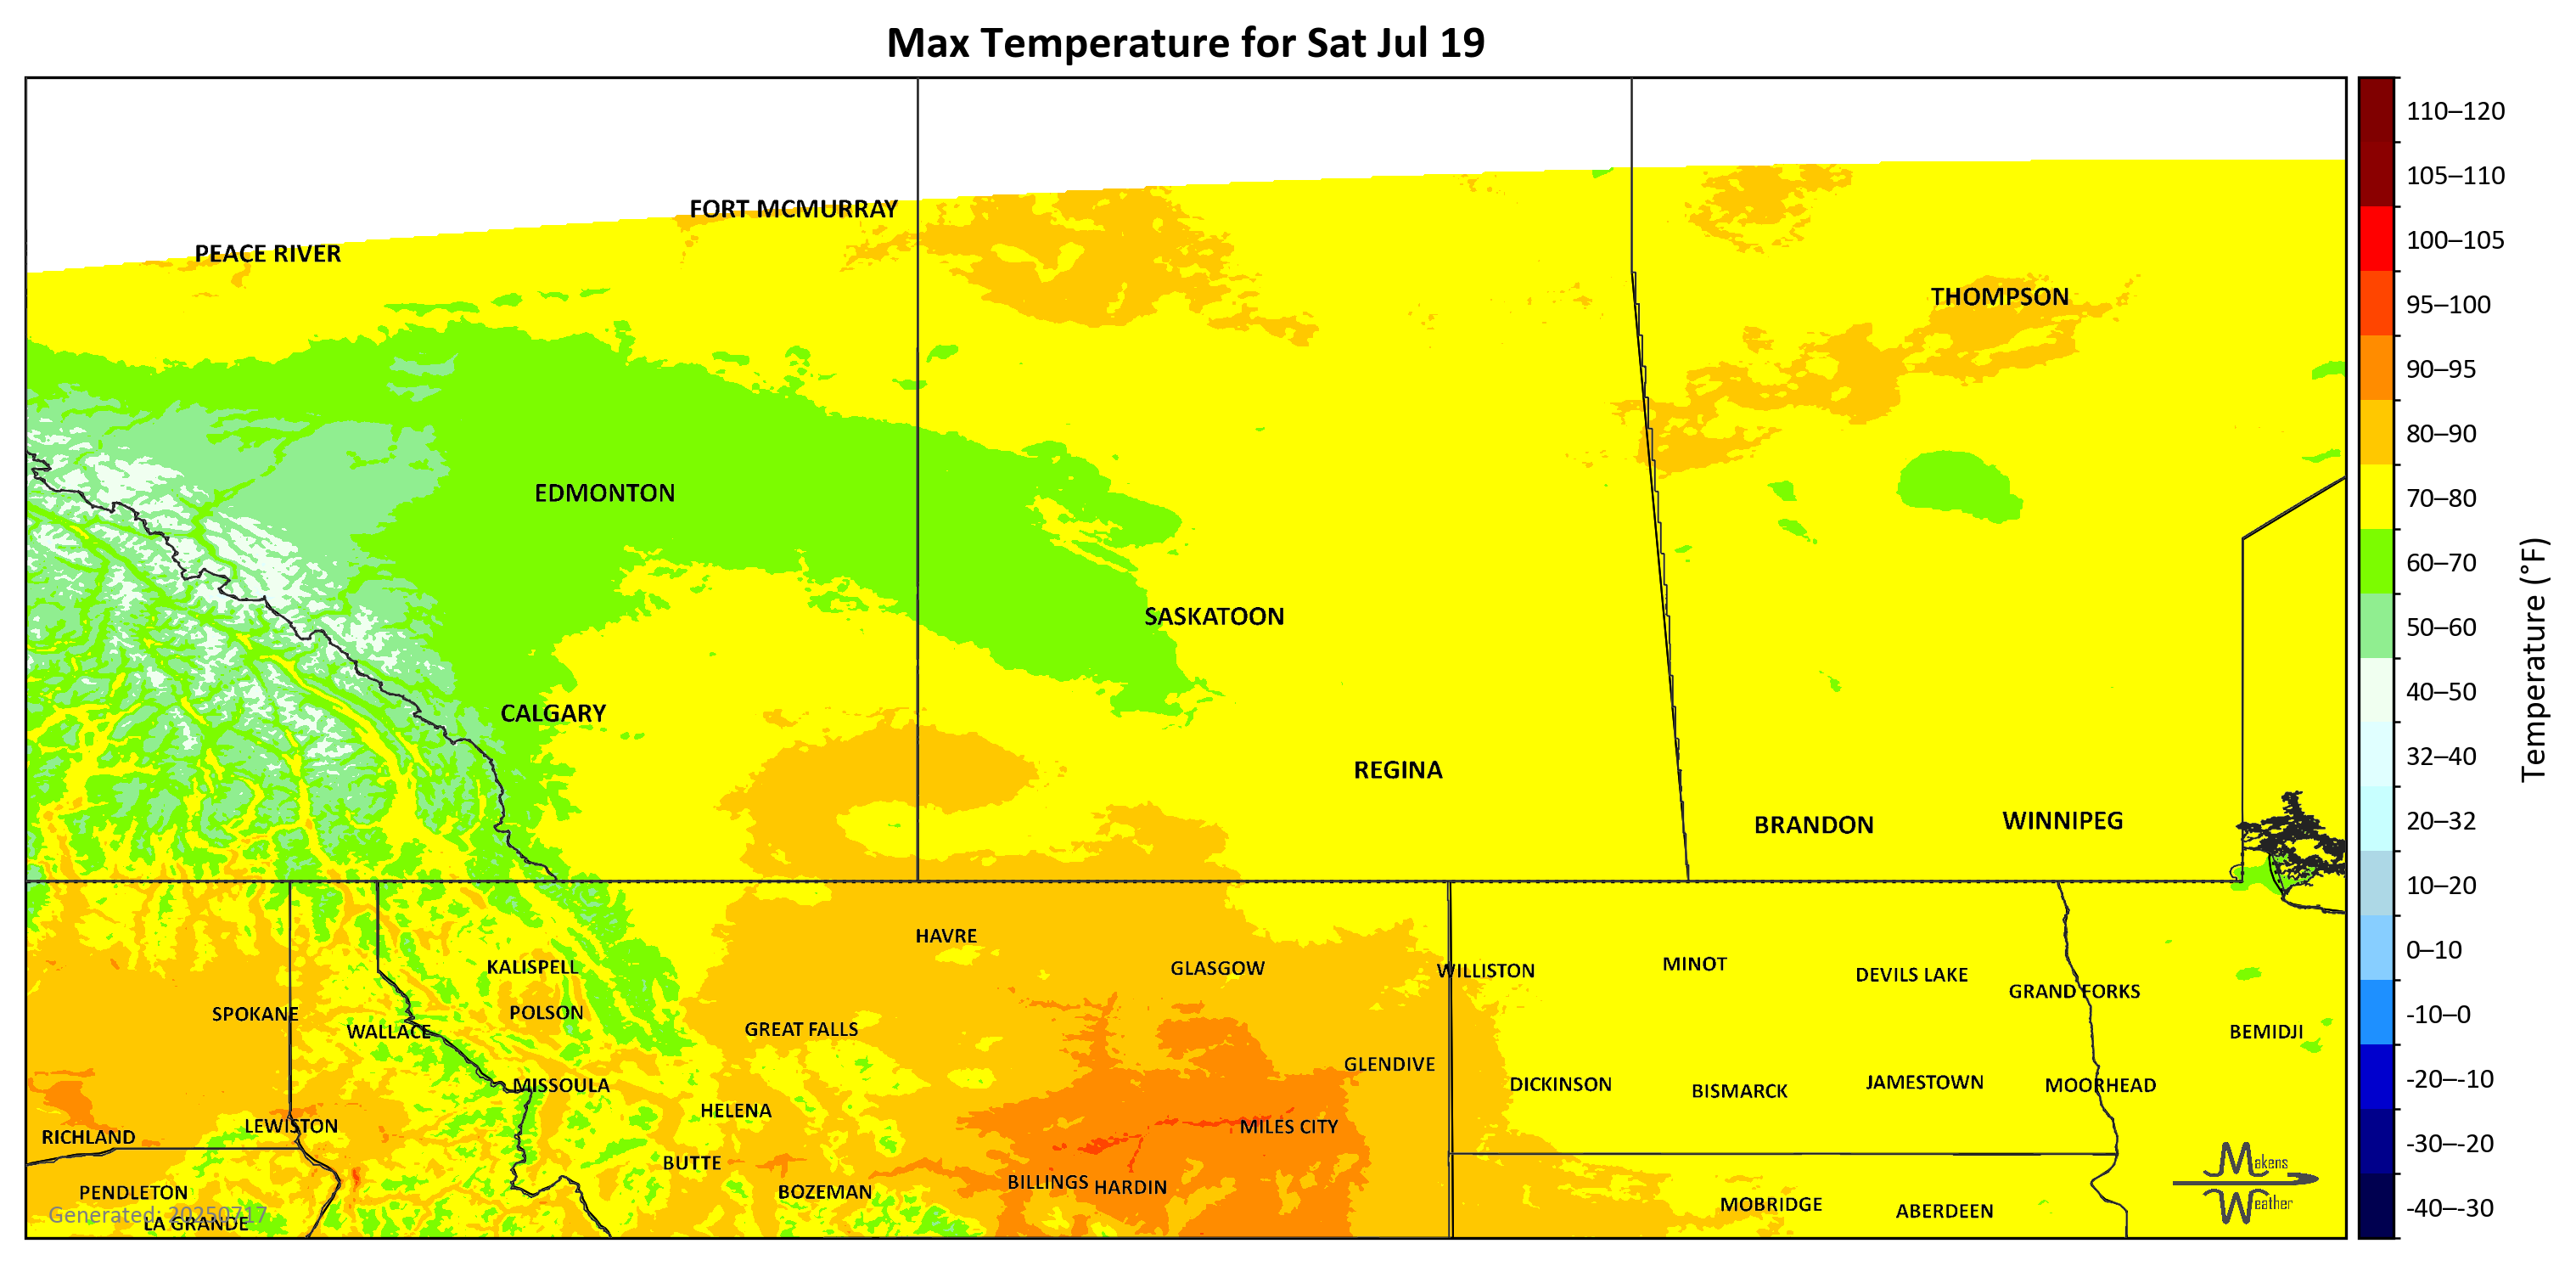 Max Temperature for Sat Jul 19
FORT MCMURRAY
PEACE RIVER
THOMPSON
EDMONTON
SASKATOON
CALGARY
REGINA
BRANDON
WINNIPEG
HAVRE
KALISPELL
GLASGOW
WILLISTON
MINOT
DEVILS LAKE
GRAND FORKS
SPOKANE
POLSON
WALLACE
GREAT FALLS
BEMIDJI
GLENDIVE
MISSOULA
DICKINSON
BISMARCK
JAMESTOWN
MOORHEAD
HELENA
LEWISTON
MILES CITY
RICHLAND
BUTTE
BILLINGS
HARDIN
PENDLETON
BOZEMAN
MOBRIDGE
ABERDEEN
LA GRANDE
Generated: 20250717
Makens
Weather
110–120
105–110
100–105
95–100
90–95
80–90
70–80
60–70
50–60
40–50
32–40
20–32
10–20
0–10
-10–0
-20–-10
-30–-20
-40–-30
Temperature (°F)